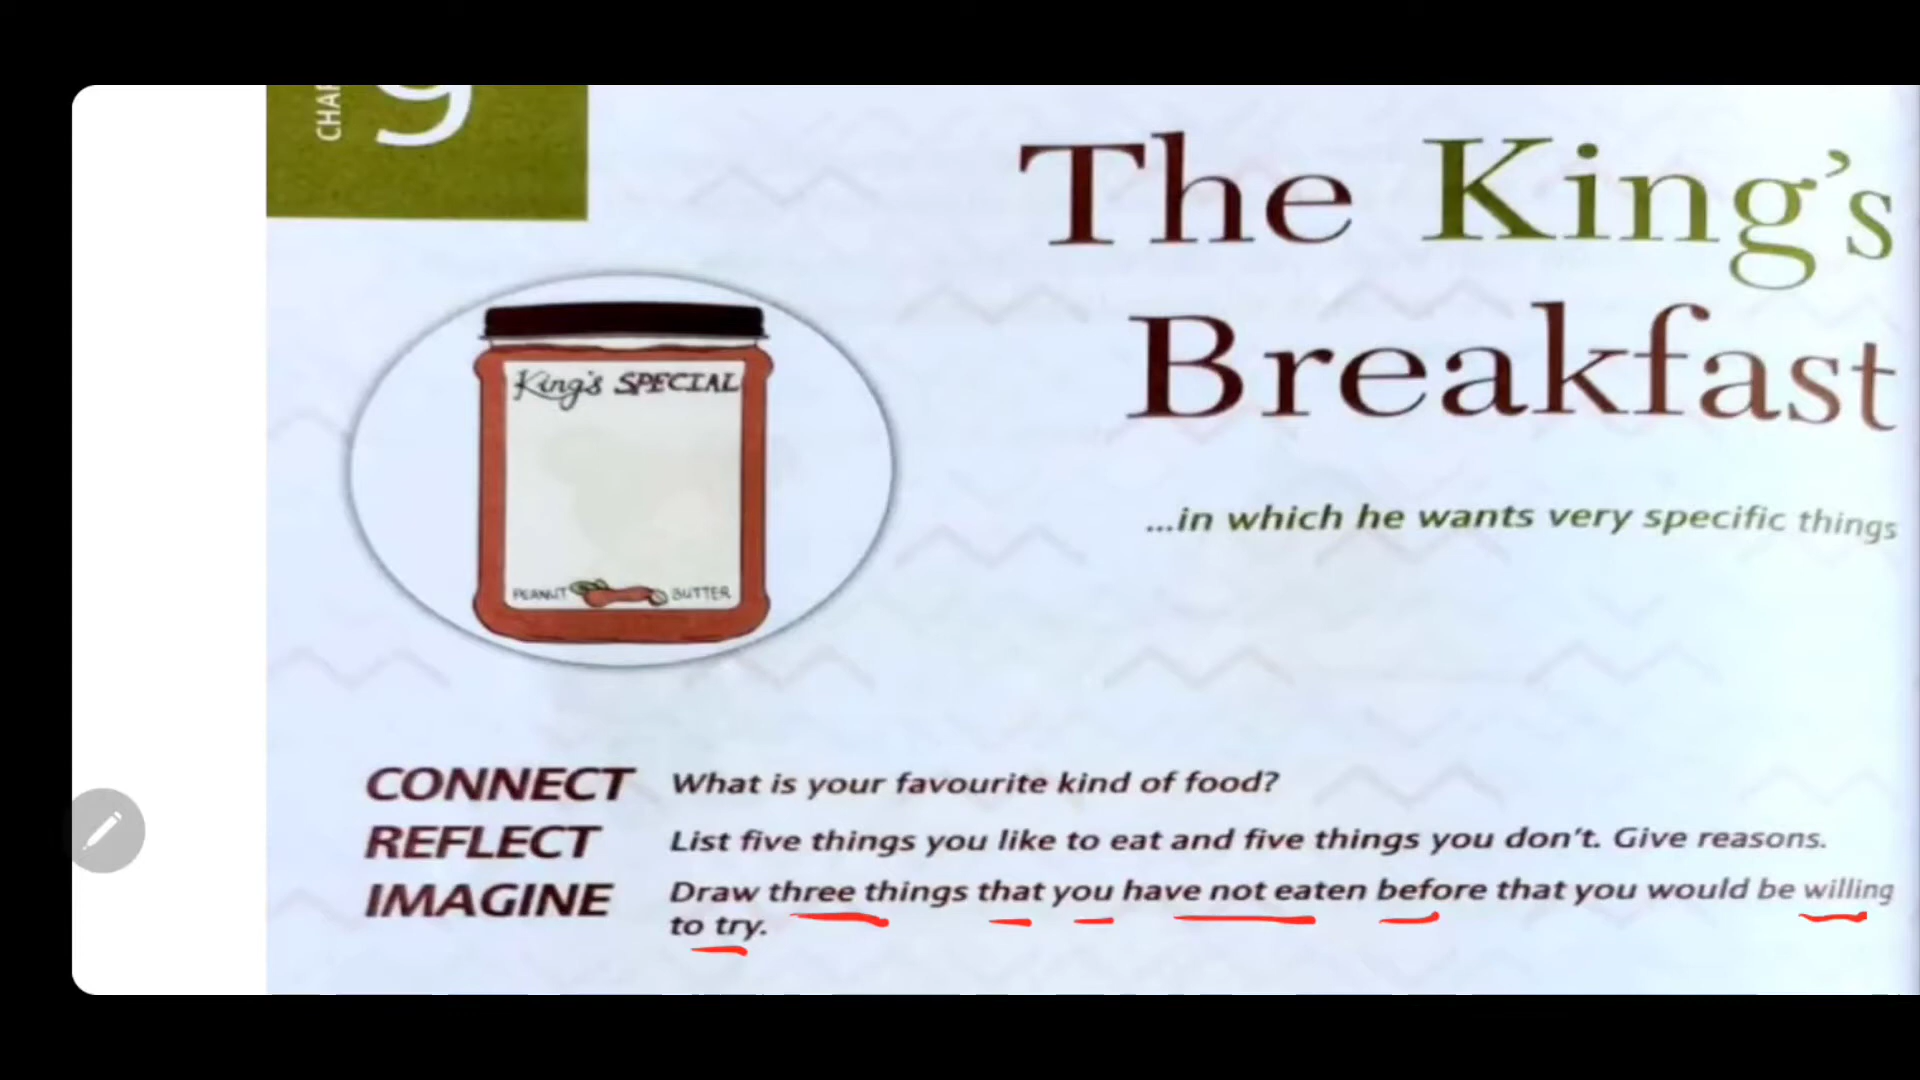 9
The King's
Breakfast
...in which he wants very specific things
King's SPECIAL
PEANUT BUTTER
CONNECT What is your favourite kind of food?
REFLECT List five things you like to eat and five things you don't. Give reasons.
IMAGINE Draw three things that you have not eaten before that you would be willing
to try.